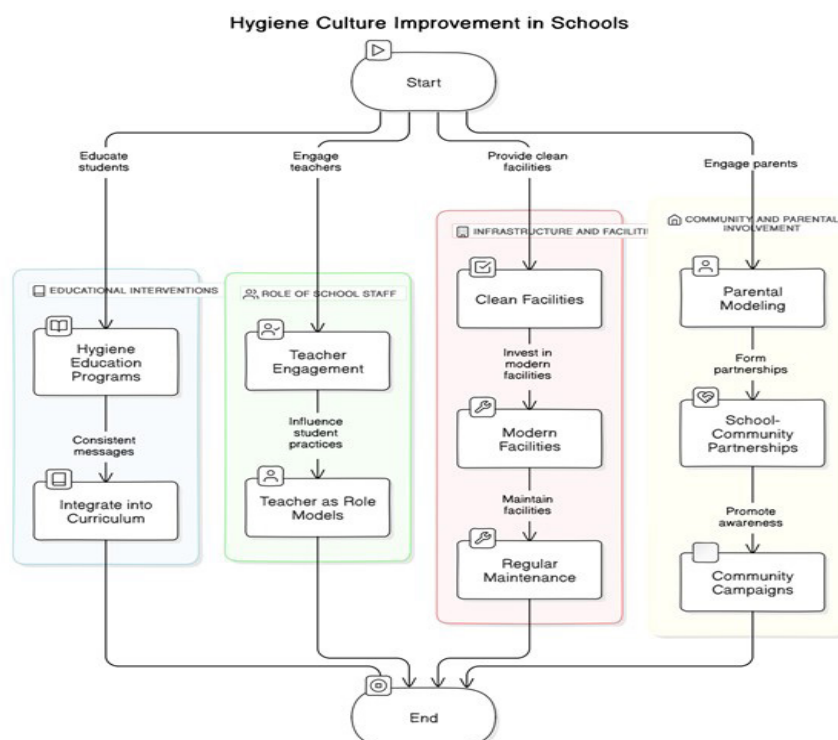 Hygiene Culture Improvement in Schools
Start
Educate
students
Engage
teachers
Provide clean
facilities
Engage parents
EDUCATIONAL INTERVENTIONS
Hygiene
Education
Programs
Consistent
messages
Integrate into
Curriculum
ROLE OF SCHOOL STAFF
Teacher
Engagement
Influence
student
practices
Teacher as Role
Models
INFRASTRUCTURE AND FACILITI
Clean Facilities
Invest in
modern
facilities
Modern
Facilities
Maintain
facilities
Regular
Maintenance
COMMUNITY AND PARENTAL
INVOLVEMENT
Parental
Modeling
Form
partnerships
School-
Community
Partnerships
Promote
awareness
Community
Campaigns
End